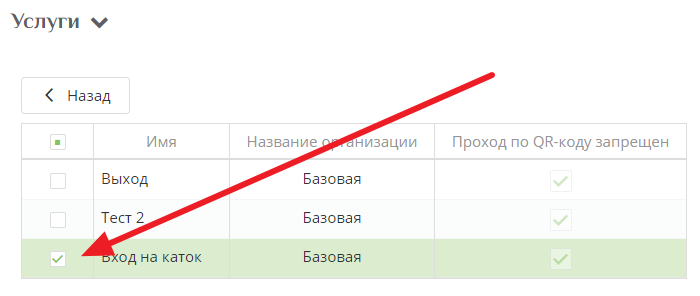 Услуги
Назад
Имя Название организации Проход по QR-коду запрещен
Выход Базовая
Тест 2 Базовая
Вход на каток Базовая